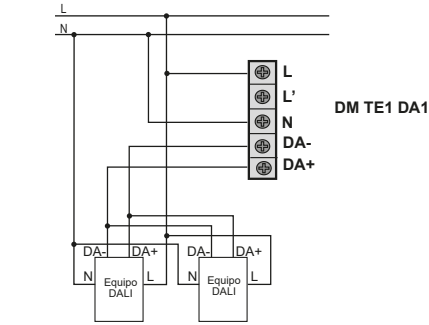 L
N
L
L'
N
DA-
DA+
DM TE1 DA1
DA- DA+ DA- DA+
N Equipo DALI L N Equipo DALI L